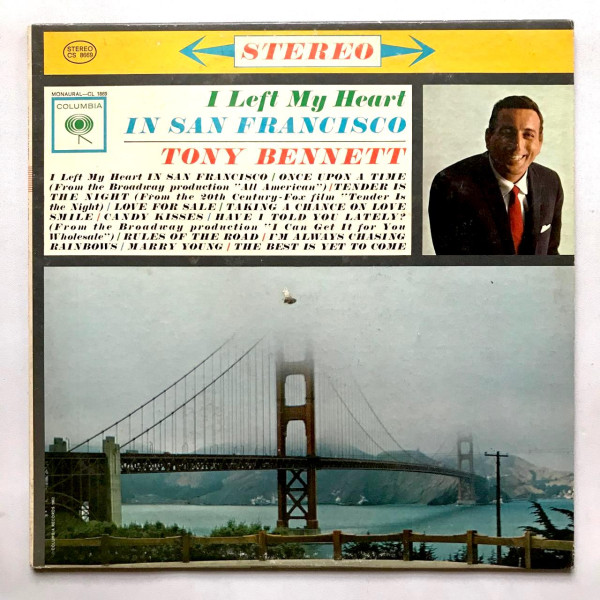 STEREO
CS 8669
STEREO
MONAURAL—CL 1869
COLUMBIA
I Left My Heart
IN SAN FRANCISCO
TONY BENNETT
I Left My Heart IN SAN FRANCISCO | ONCE UPON A TIME
(From the Broadway production "All American") | TENDER IS
THE NIGHT (From the 20th Century-Fox film "Tender Is
the Night) | LOVE FOR SALE | TAKING A CHANCE ON LOVE
SMILE | CANDY KISSES | HAVE I TOLD YOU LATELY?
(From the Broadway production "I Can Get It for You
Wholesale") | RULES OF THE ROAD | I'M ALWAYS CHASING
RAINBOWS | MARRY YOUNG | THE BEST IS YET TO COME
COLUMBIA RECORDS 1962